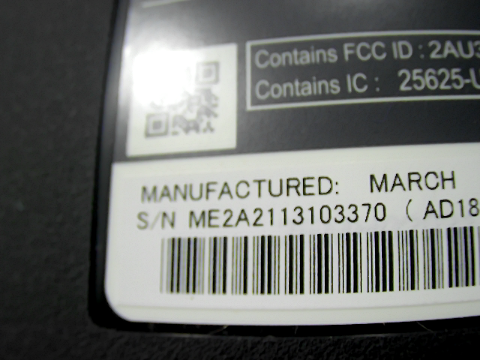 Contains FCC ID : 2AU3
Contains IC : 25625-U
MANUFACTURED: MARCH
S/N ME2A2113103370 ( AD18